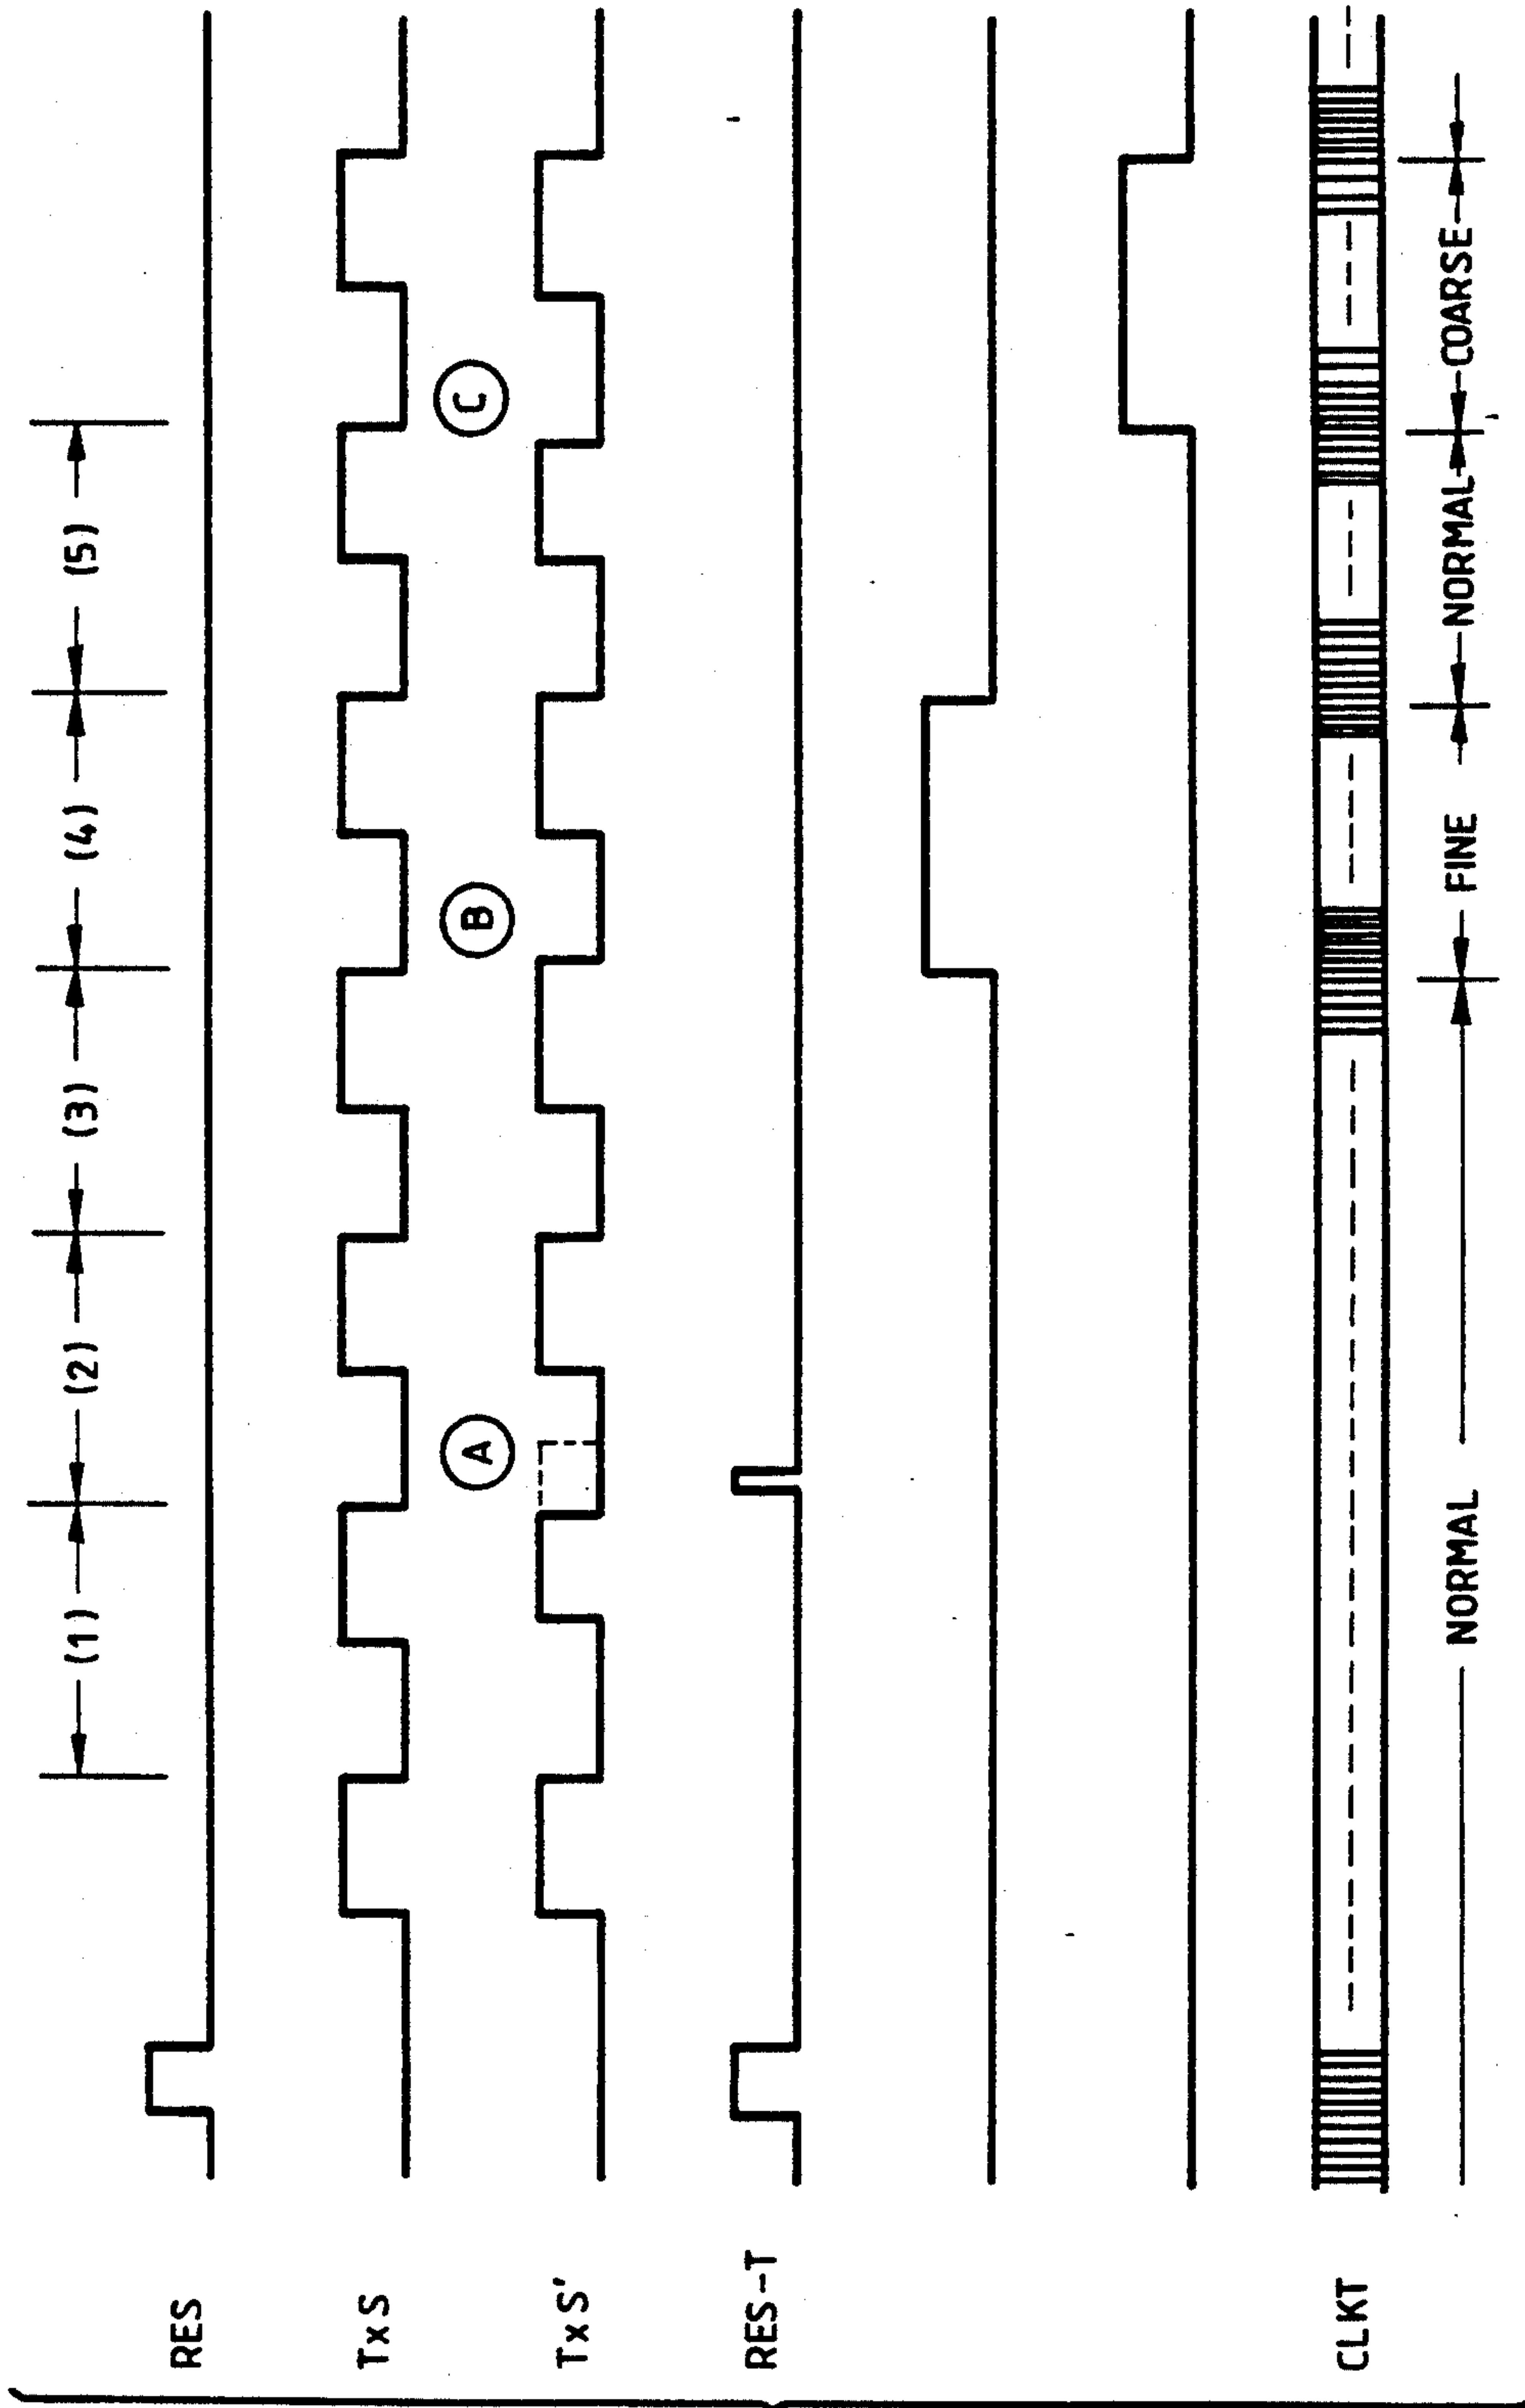 (1) (2) (3) (4) (5)
RES
TxS
A B C
TxS'
RES-T
CLKT
NORMAL FINE NORMAL COARSE